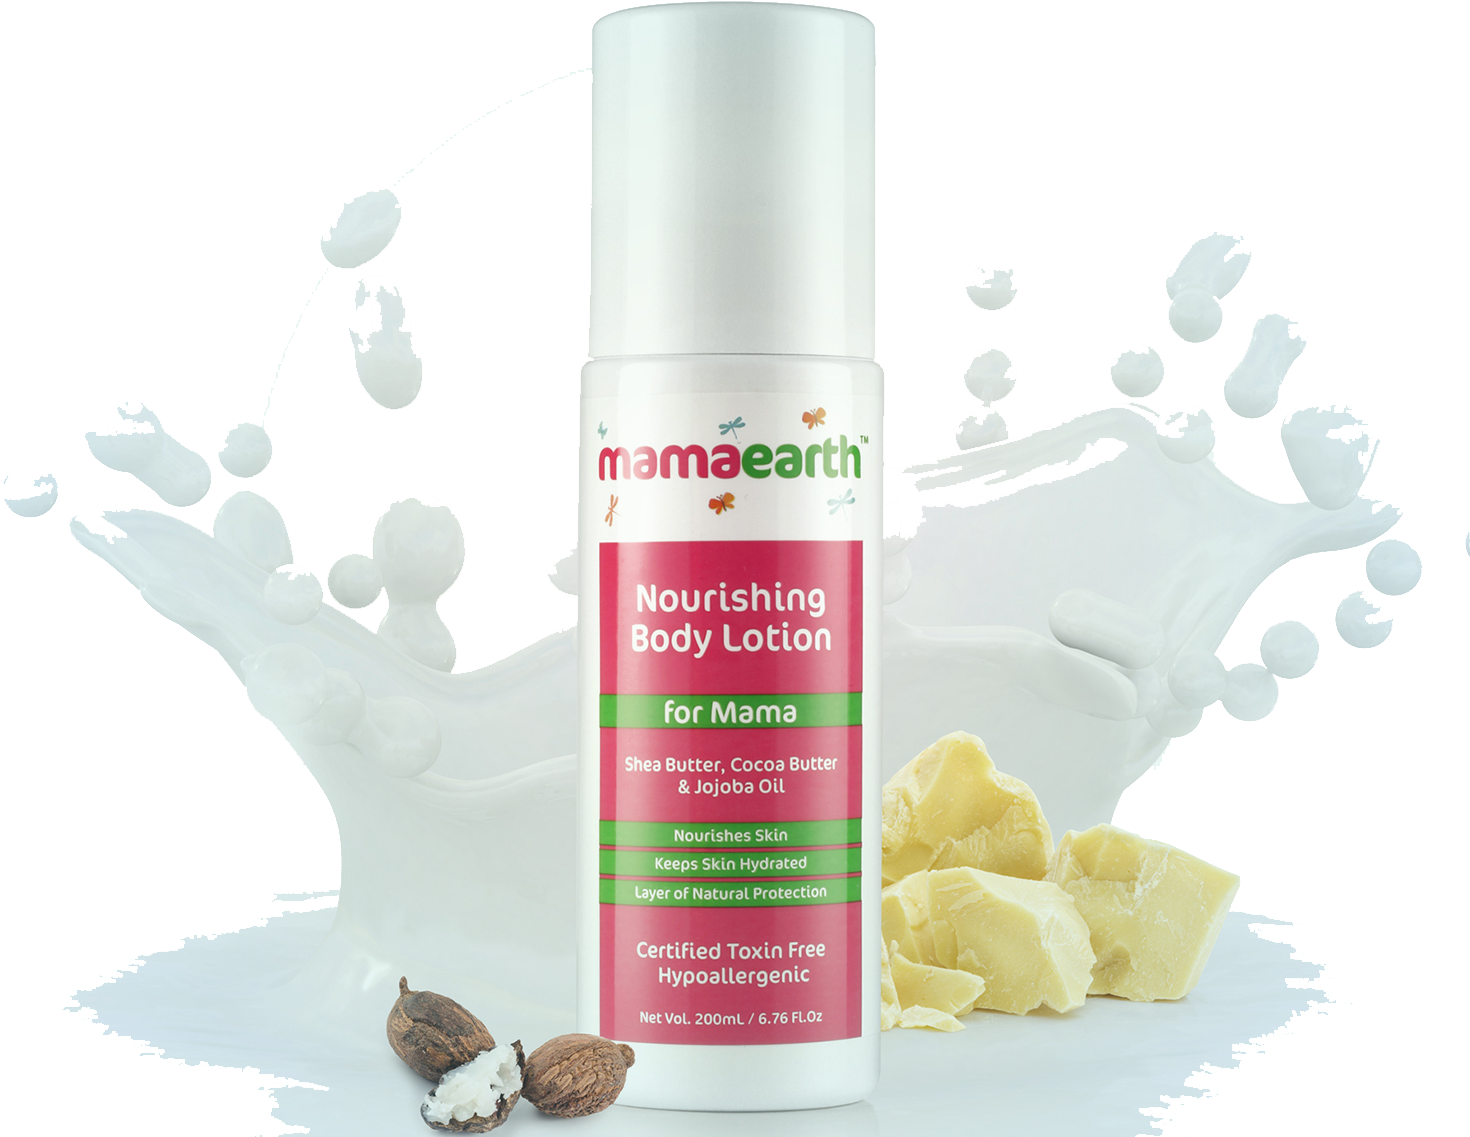 mamaearth™
Nourishing
Body Lotion
for Mama
Shea Butter, Cocoa Butter
& Jojoba Oil
Nourishes Skin
Keeps Skin Hydrated
Layer of Natural Protection
Certified Toxin Free
Hypoallergenic
Net Vol. 200mL / 6.76 Fl.Oz